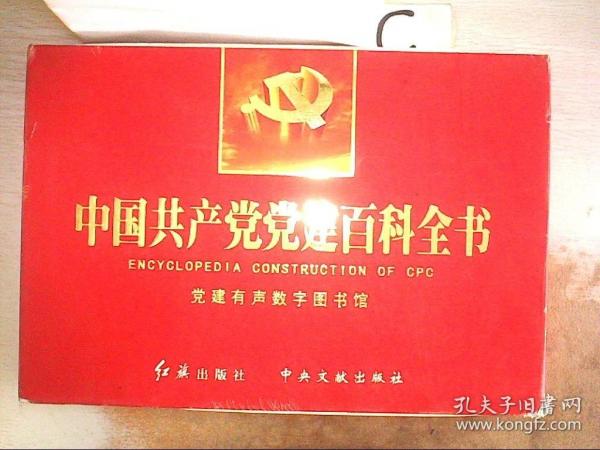 中国共产党党建百科全书
ENCYCLOPEDIA CONSTRUCTION OF CPC
党建有声数字图书馆
红旗出版社 中央文献出版社
孔夫子旧书网
www.kongfz.com